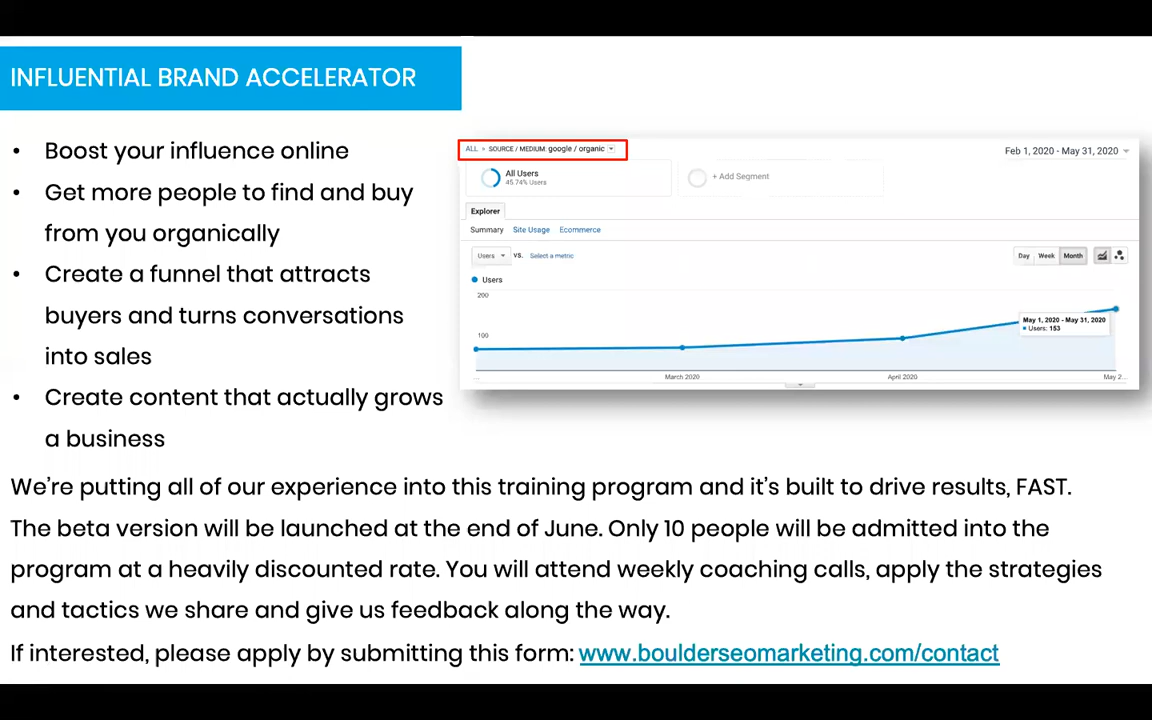 INFLUENTIAL BRAND ACCELERATOR
• Boost your influence online
• Get more people to find and buy
from you organically
• Create a funnel that attracts
buyers and turns conversations
into sales
• Create content that actually grows
a business
ALL » SOURCE / MEDIUM google / organic
Feb 1, 2020 - May 31, 2020
All Users
45.74% Users
+ Add Segment
Explorer
Summary Site Usage Ecommerce
Users VS. Select a metric
Day Week Month
Users
200
100
May 1, 2020 - May 31, 2020
Users: 153
... March 2020 April 2020 May 2...
We’re putting all of our experience into this training program and it’s built to drive results, FAST.
The beta version will be launched at the end of June. Only 10 people will be admitted into the
program at a heavily discounted rate. You will attend weekly coaching calls, apply the strategies
and tactics we share and give us feedback along the way.
If interested, please apply by submitting this form: www.boulderseomarketing.com/contact